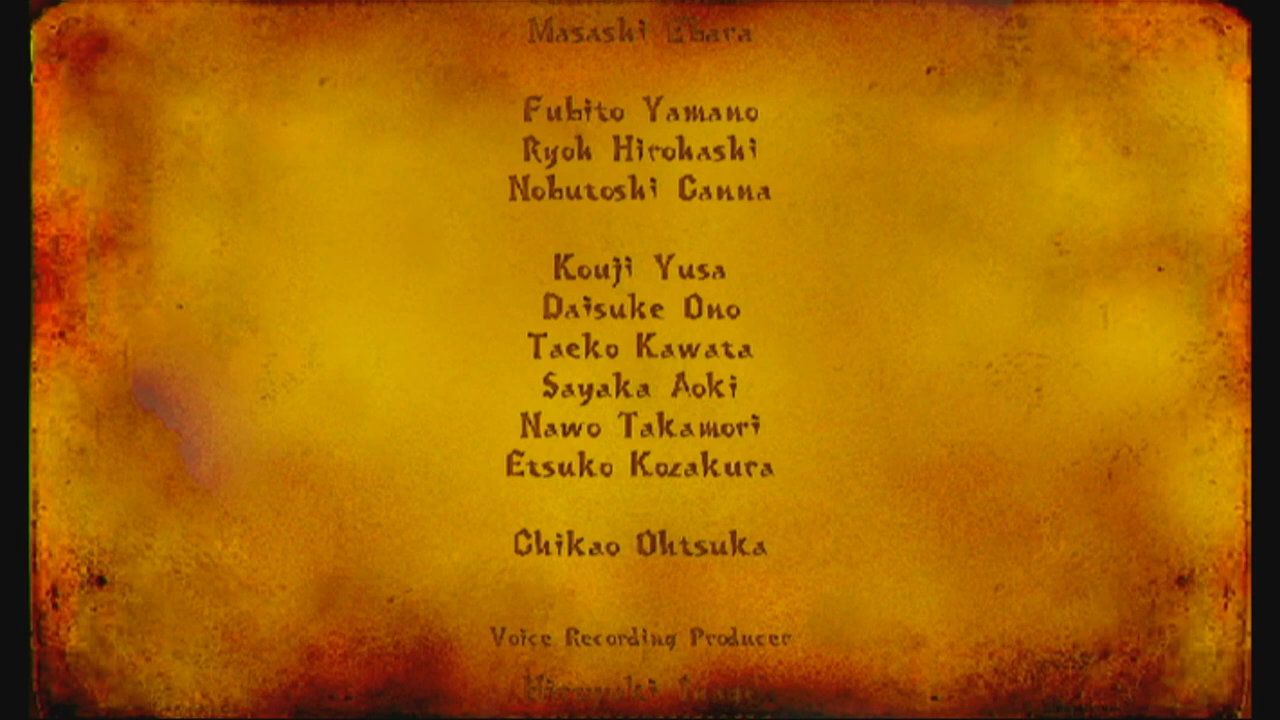 Masashi Ebara
Fubito Yamano
Ryoh Hirohashi
Nobutoshi Canna
Kouji Yusa
Daisuke Ono
Taeko Kawata
Sayaka Aoki
Nawo Takamori
Etsuko Kozakura
Chikao Ohtsuka
Voice Recording Producer
Hiroyuki